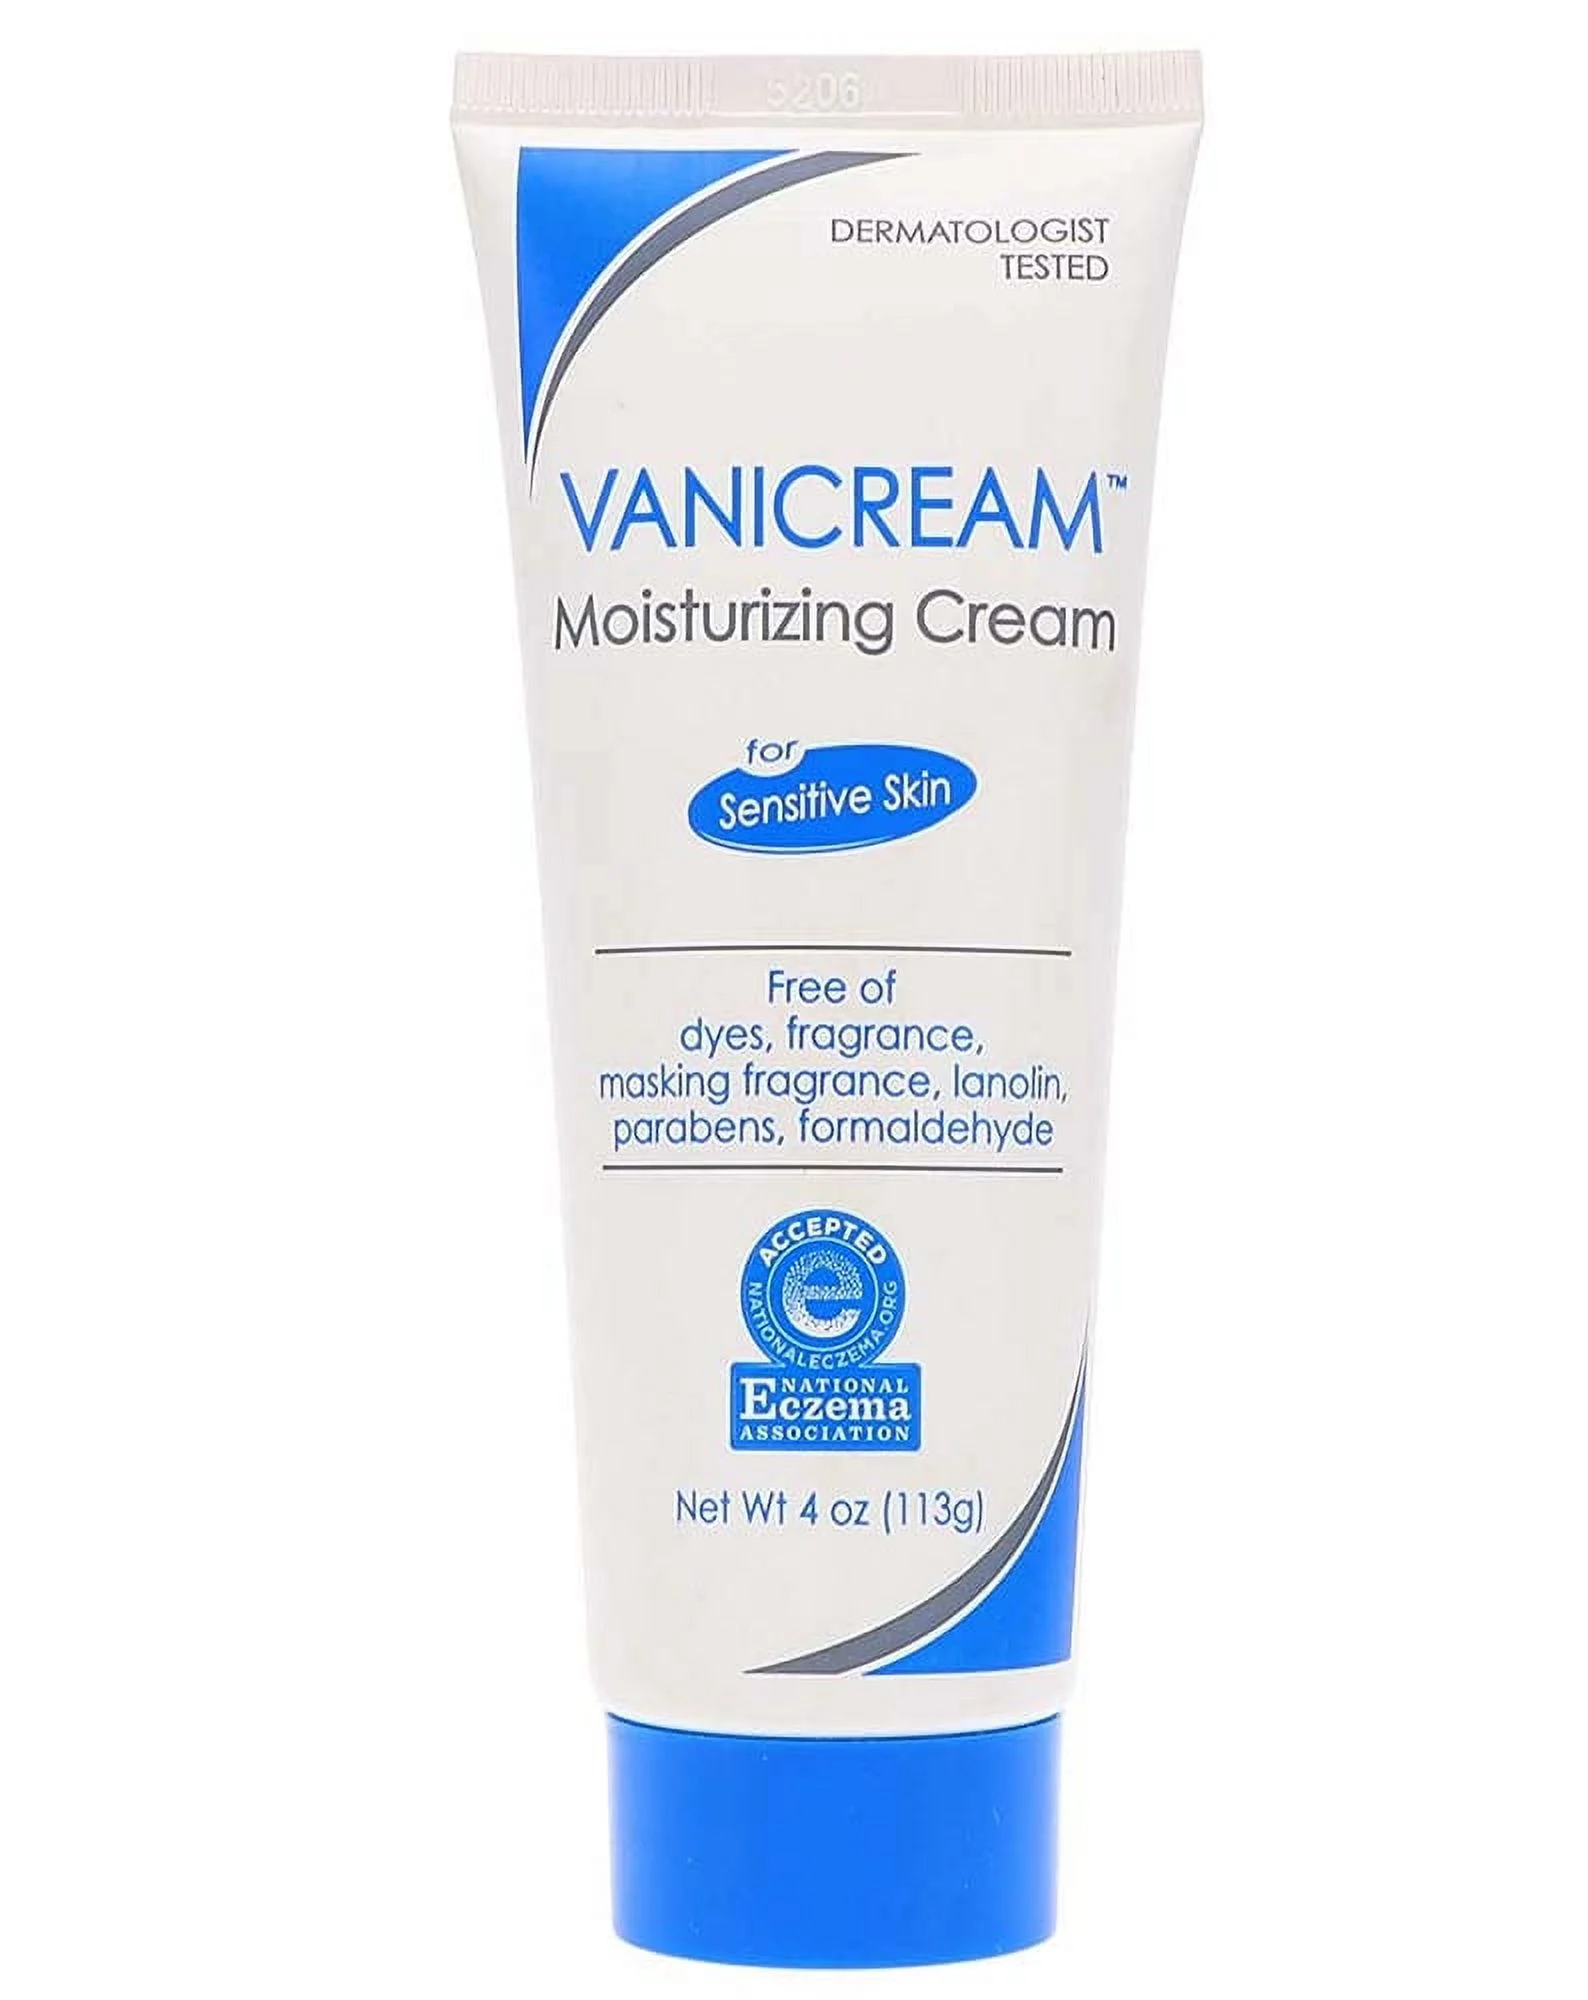 5206
DERMATOLOGIST
TESTED
VANICREAM™
Moisturizing Cream
for
Sensitive Skin
Free of
dyes, fragrance,
masking fragrance, lanolin,
parabens, formaldehyde
ACCEPTED
e
NATIONALECZEMA.ORG
NATIONAL
Eczema
ASSOCIATION
Net Wt 4 oz (113g)